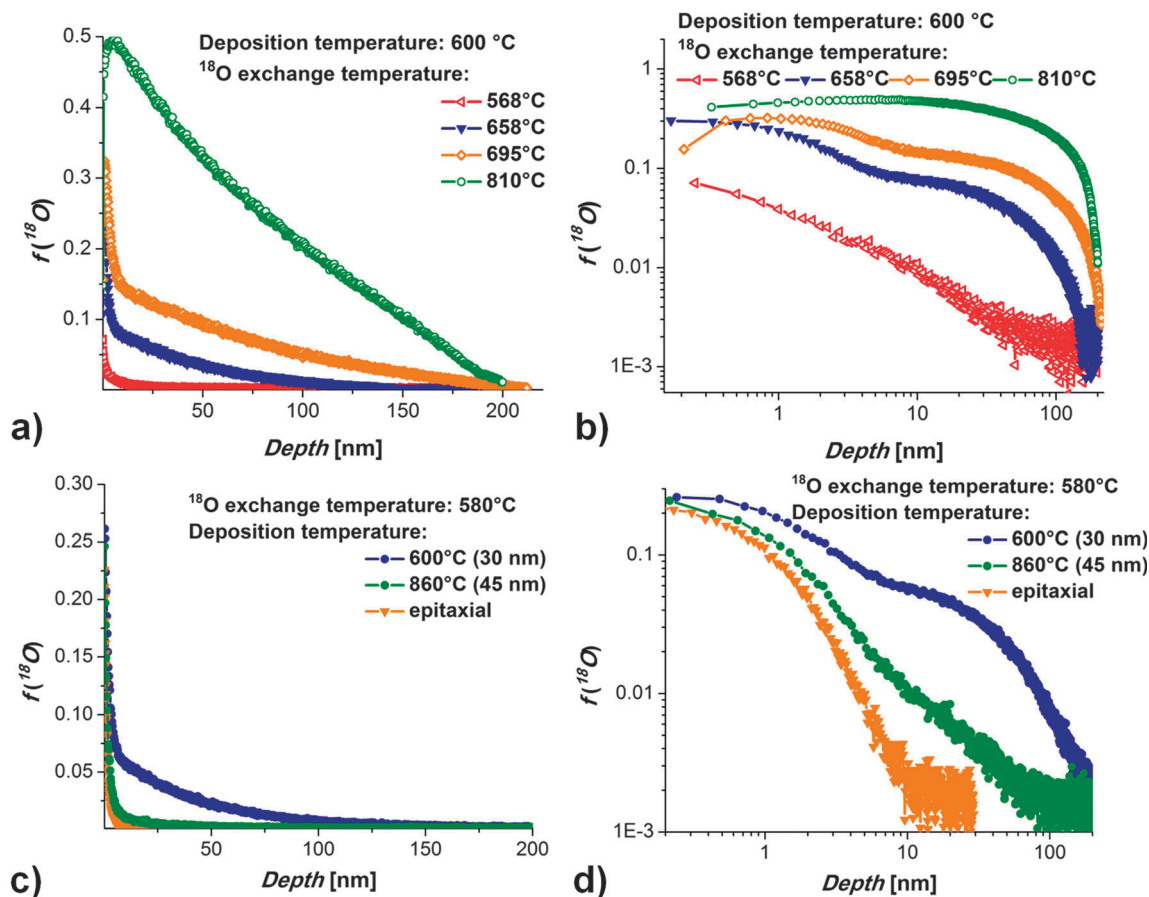 Deposition temperature: 600 °C
¹⁸O exchange temperature:
568°C
658°C
695°C
810°C
0.5
0.4
0.3
0.2
0.1
f (¹⁸O)
50
100
150
200
Depth [nm]
a)
Deposition temperature: 600 °C
¹⁸O exchange temperature:
568°C 658°C 695°C 810°C
1
0.1
0.01
1E-3
f (¹⁸O)
1
10
100
Depth [nm]
b)
¹⁸O exchange temperature: 580°C
Deposition temperature:
600°C (30 nm)
860°C (45 nm)
epitaxial
0.30
0.25
0.20
0.15
0.10
0.05
f (¹⁸O)
50
100
150
200
Depth [nm]
c)
¹⁸O exchange temperature: 580°C
Deposition temperature:
600°C (30 nm)
860°C (45 nm)
epitaxial
0.1
0.01
1E-3
f (¹⁸O)
1
10
100
Depth [nm]
d)